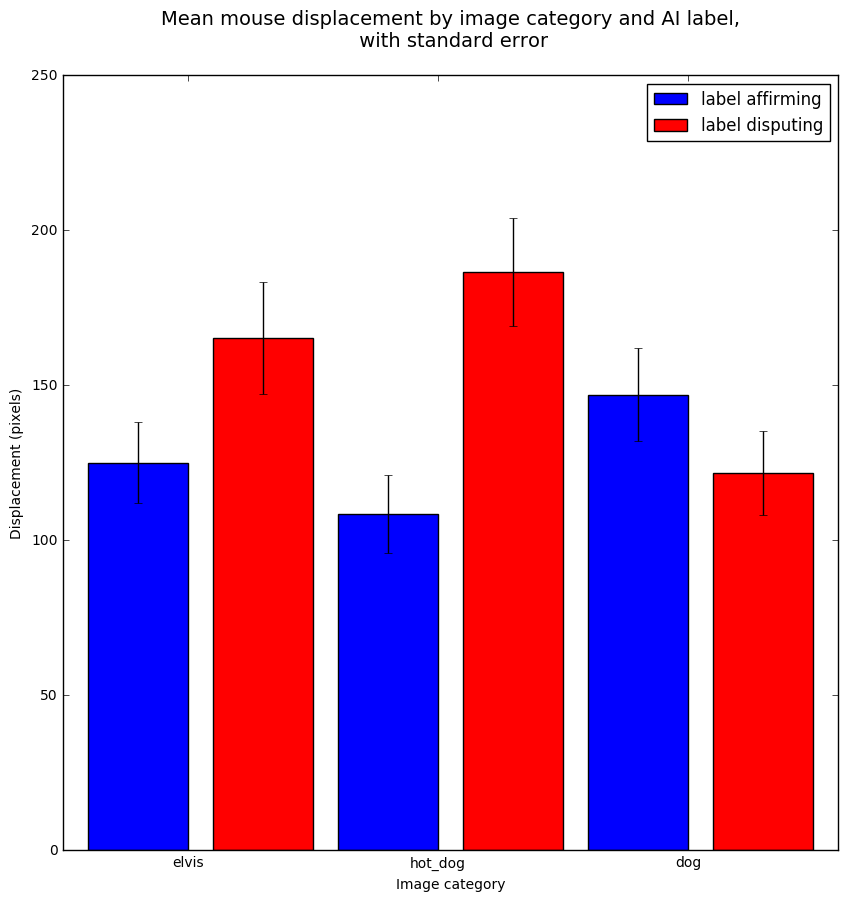 Mean mouse displacement by image category and AI label,
with standard error
250
label affirming
label disputing
200
150
100
50
0
Displacement (pixels)
elvis hot_dog dog
Image category